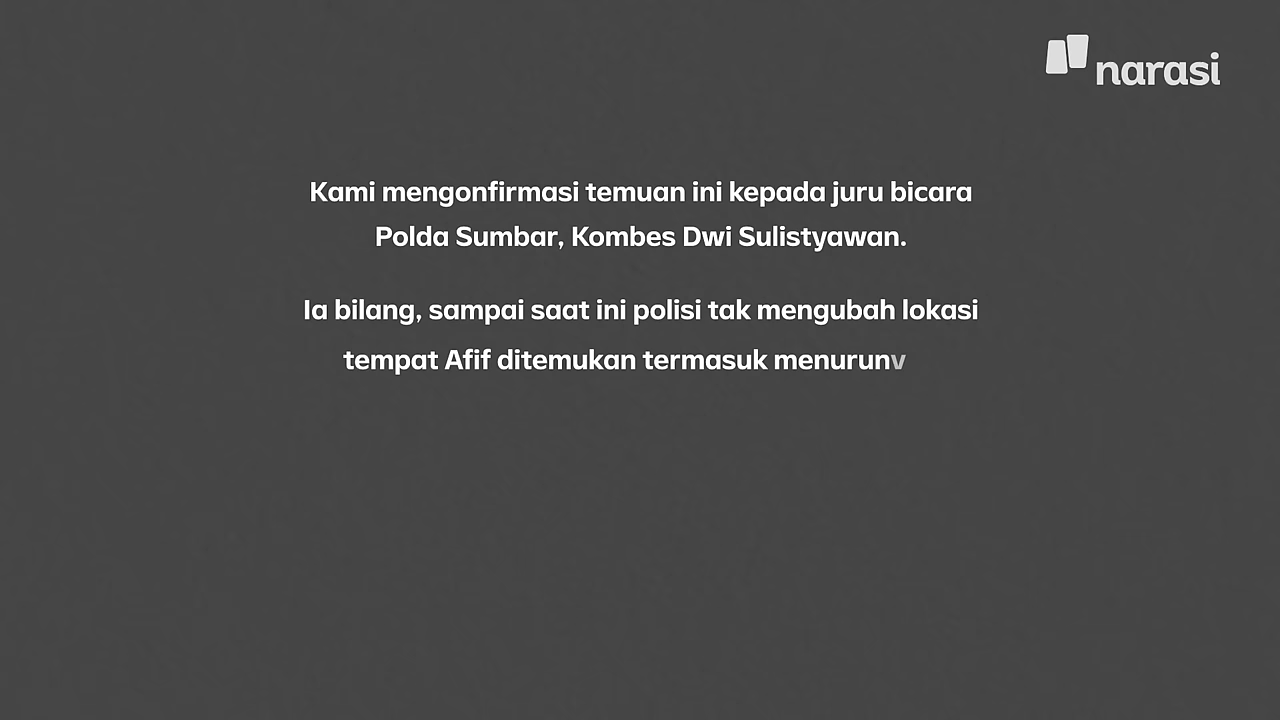 narasi
Kami mengonfirmasi temuan ini kepada juru bicara
Polda Sumbar, Kombes Dwi Sulistyawan.
Ia bilang, sampai saat ini polisi tak mengubah lokasi
tempat Afif ditemukan termasuk menurunv